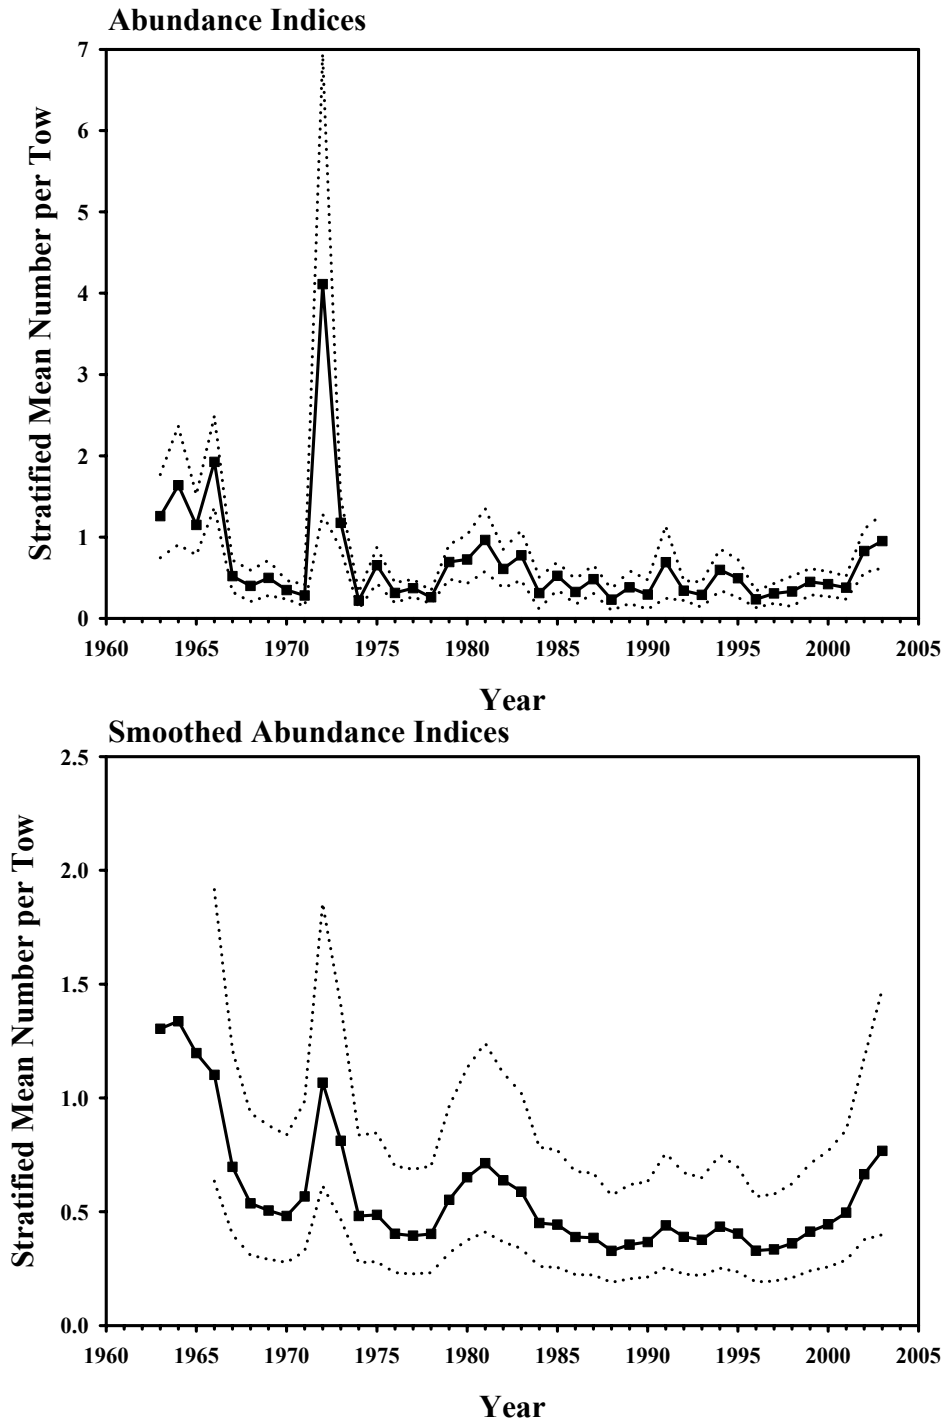 Abundance Indices
Stratified Mean Number per Tow
7
6
5
4
3
2
1
0
1960 1965 1970 1975 1980 1985 1990 1995 2000 2005
Year
Smoothed Abundance Indices
Stratified Mean Number per Tow
2.5
2.0
1.5
1.0
0.5
0.0
1960 1965 1970 1975 1980 1985 1990 1995 2000 2005
Year